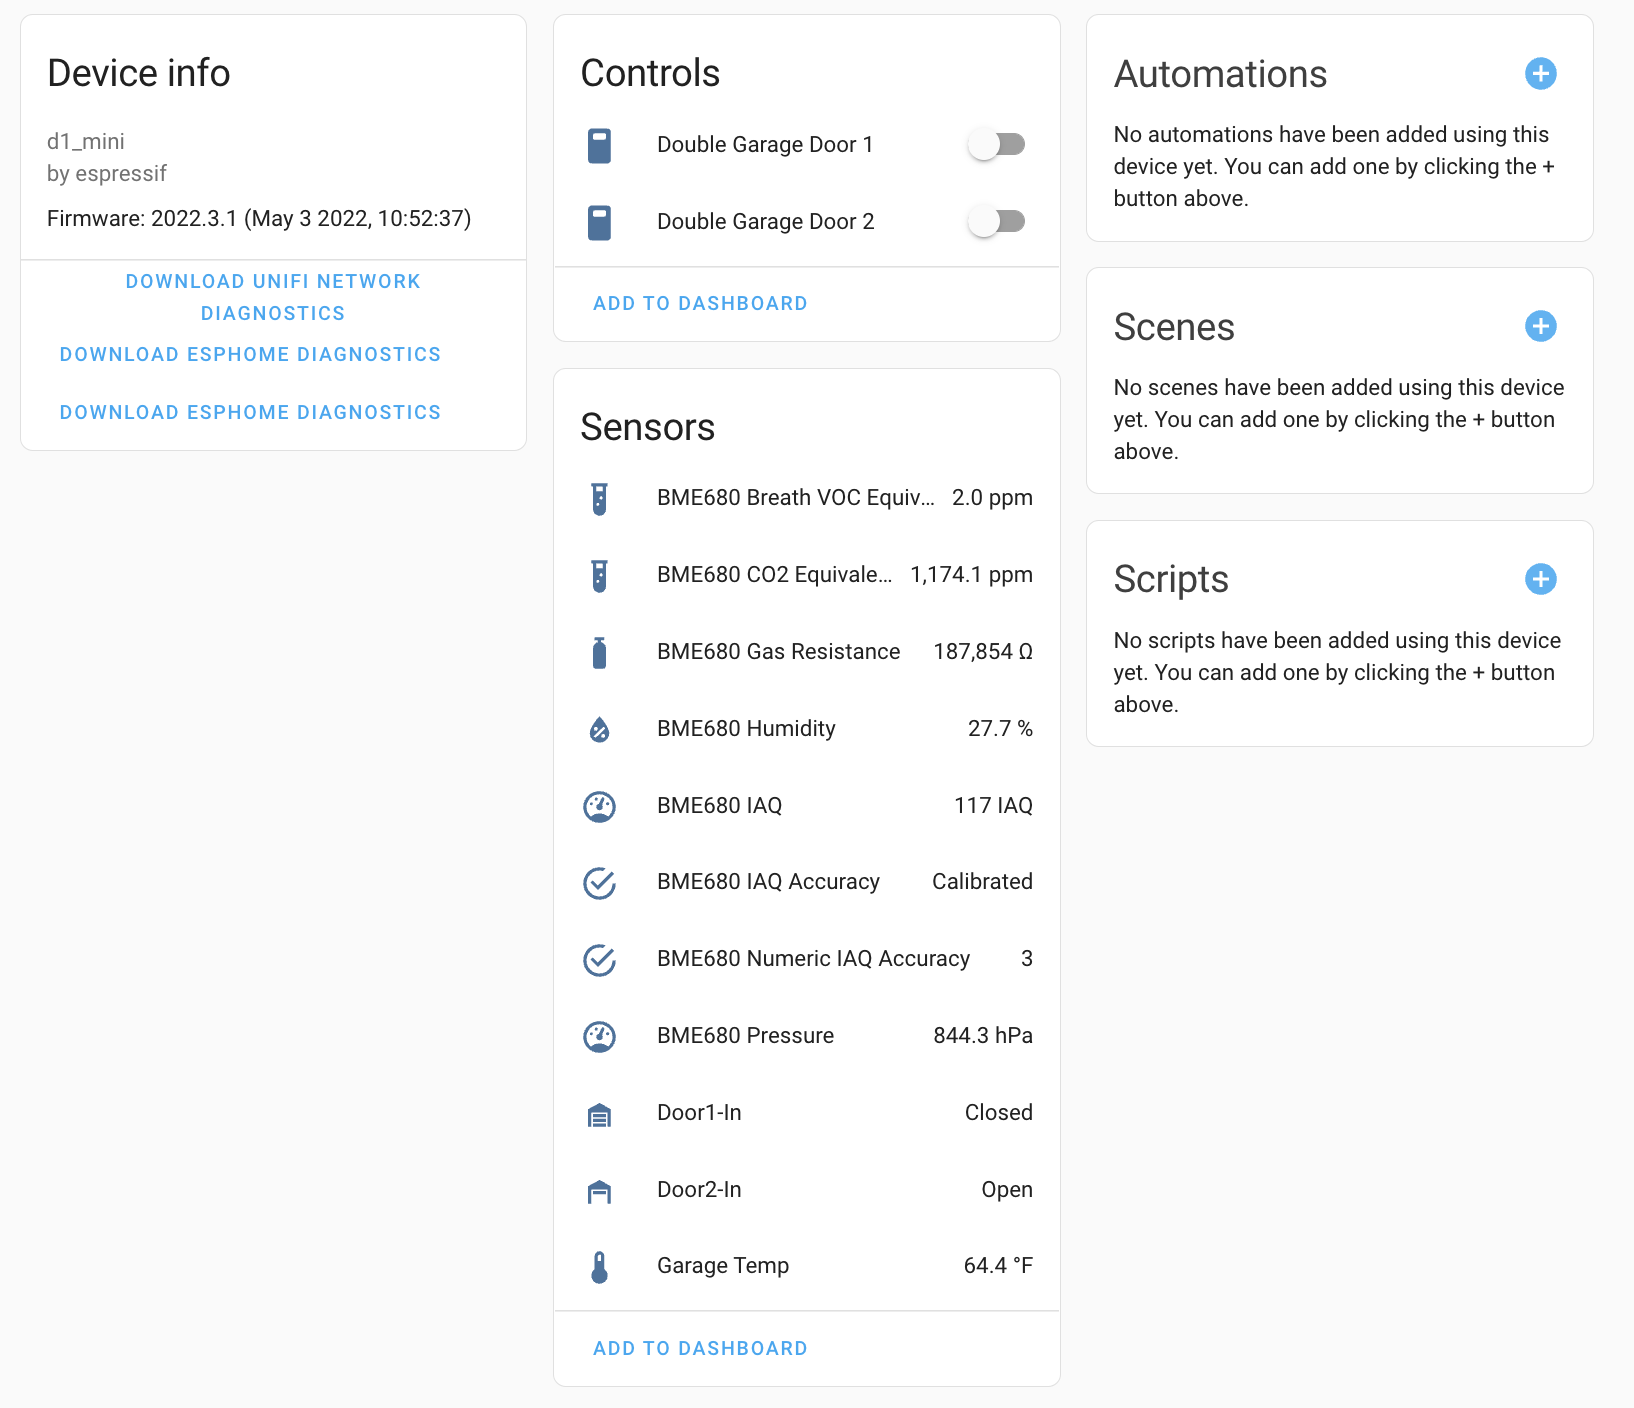 Device info
d1_mini
by espressif
Firmware: 2022.3.1 (May 3 2022, 10:52:37)
DOWNLOAD UNIFI NETWORK
DIAGNOSTICS
DOWNLOAD ESPHOME DIAGNOSTICS
DOWNLOAD ESPHOME DIAGNOSTICS
Controls
Double Garage Door 1
Double Garage Door 2
ADD TO DASHBOARD
Sensors
BME680 Breath VOC Equiv... 2.0 ppm
BME680 CO2 Equivale... 1,174.1 ppm
BME680 Gas Resistance 187,854 Ω
BME680 Humidity 27.7 %
BME680 IAQ 117 IAQ
BME680 IAQ Accuracy Calibrated
BME680 Numeric IAQ Accuracy 3
BME680 Pressure 844.3 hPa
Door1-In Closed
Door2-In Open
Garage Temp 64.4 °F
ADD TO DASHBOARD
Automations
No automations have been added using this
device yet. You can add one by clicking the +
button above.
Scenes
No scenes have been added using this device
yet. You can add one by clicking the + button
above.
Scripts
No scripts have been added using this device
yet. You can add one by clicking the + button
above.